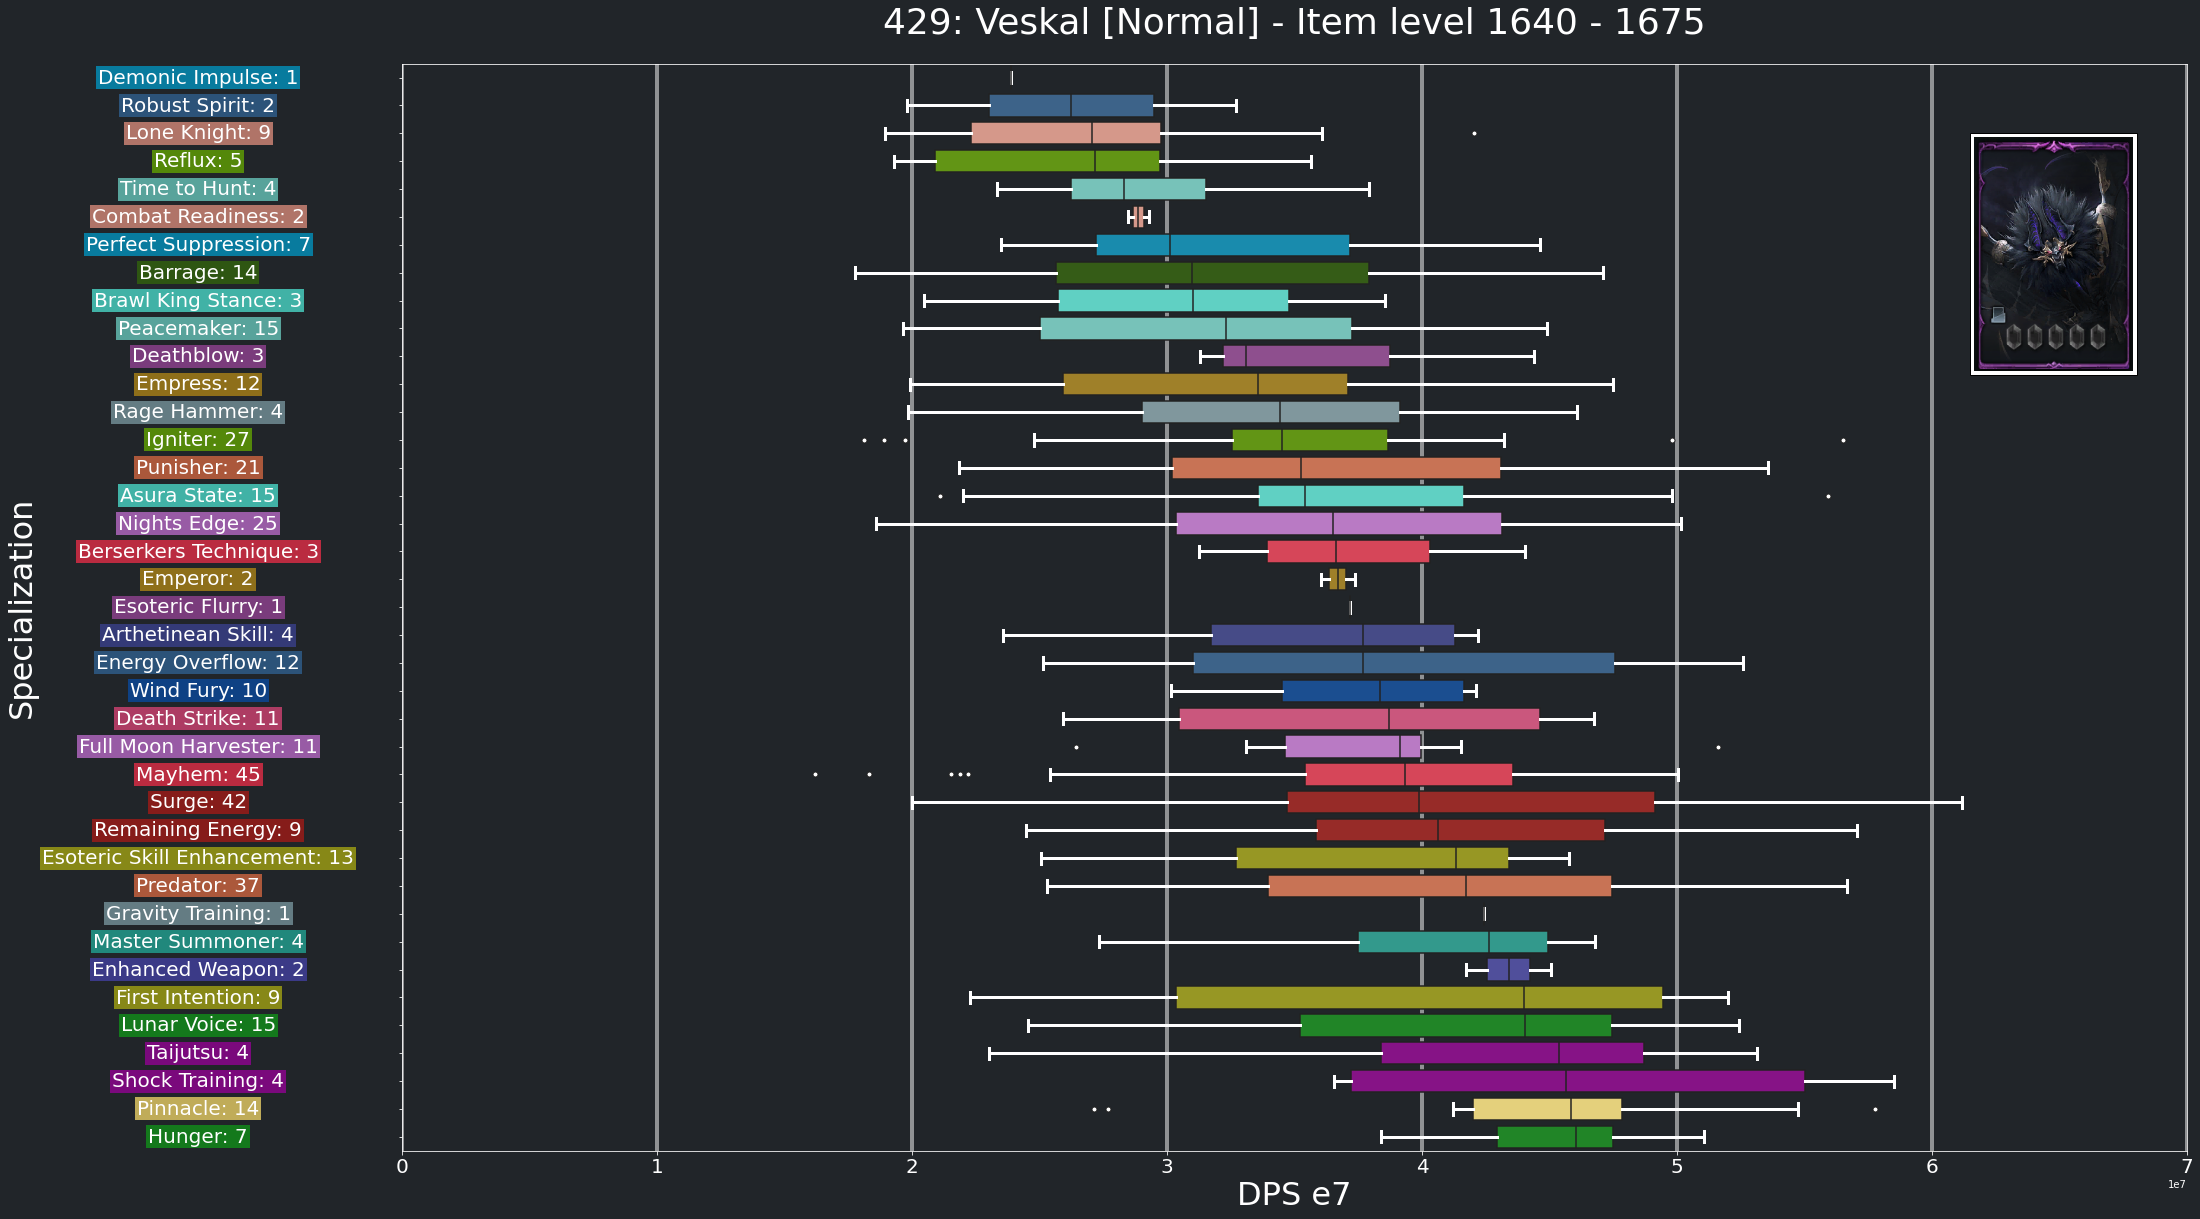 429: Veskal [Normal] - Item level 1640 - 1675
Specialization
Demonic Impulse: 1
Robust Spirit: 2
Lone Knight: 9
Reflux: 5
Time to Hunt: 4
Combat Readiness: 2
Perfect Suppression: 7
Barrage: 14
Brawl King Stance: 3
Peacemaker: 15
Deathblow: 3
Empress: 12
Rage Hammer: 4
Igniter: 27
Punisher: 21
Asura State: 15
Nights Edge: 25
Berserkers Technique: 3
Emperor: 2
Esoteric Flurry: 1
Arthetinean Skill: 4
Energy Overflow: 12
Wind Fury: 10
Death Strike: 11
Full Moon Harvester: 11
Mayhem: 45
Surge: 42
Remaining Energy: 9
Esoteric Skill Enhancement: 13
Predator: 37
Gravity Training: 1
Master Summoner: 4
Enhanced Weapon: 2
First Intention: 9
Lunar Voice: 15
Taijutsu: 4
Shock Training: 4
Pinnacle: 14
Hunger: 7
0 1 2 3 4 5 6 7
1e7
DPS e7